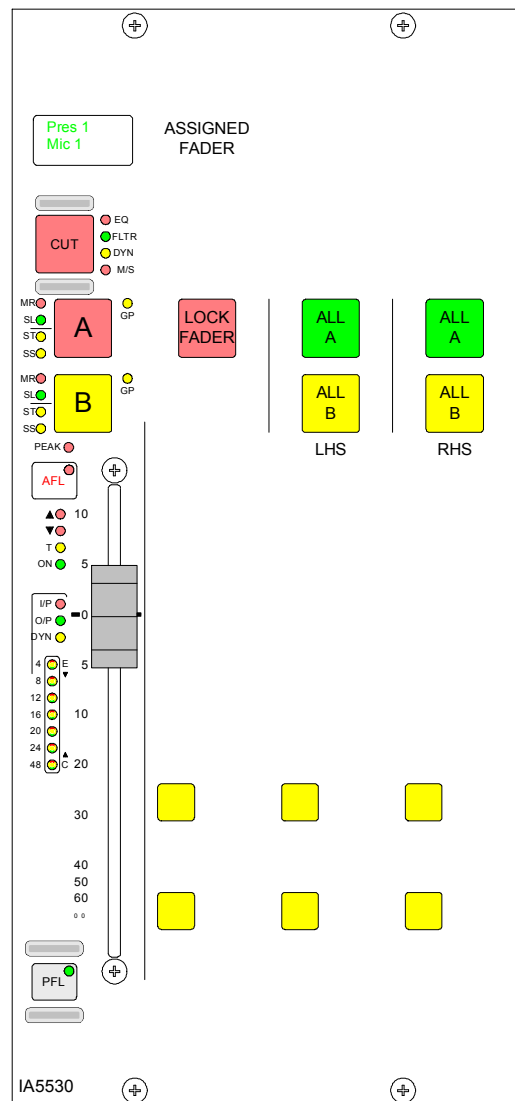 Pres 1
Mic 1
ASSIGNED
FADER
CUT
EQ
FLTR
DYN
M/S
MR
SL
ST
SS
A
GP
LOCK
FADER
ALL
A
ALL
A
MR
SL
ST
SS
B
GP
ALL
B
ALL
B
LHS
RHS
PEAK
AFL
▲
▼
T
ON
10
5
0
5
10
20
30
40
50
60
00
I/P
O/P
DYN
4 E
8
12
16
20
24
48 C
PFL
IA5530